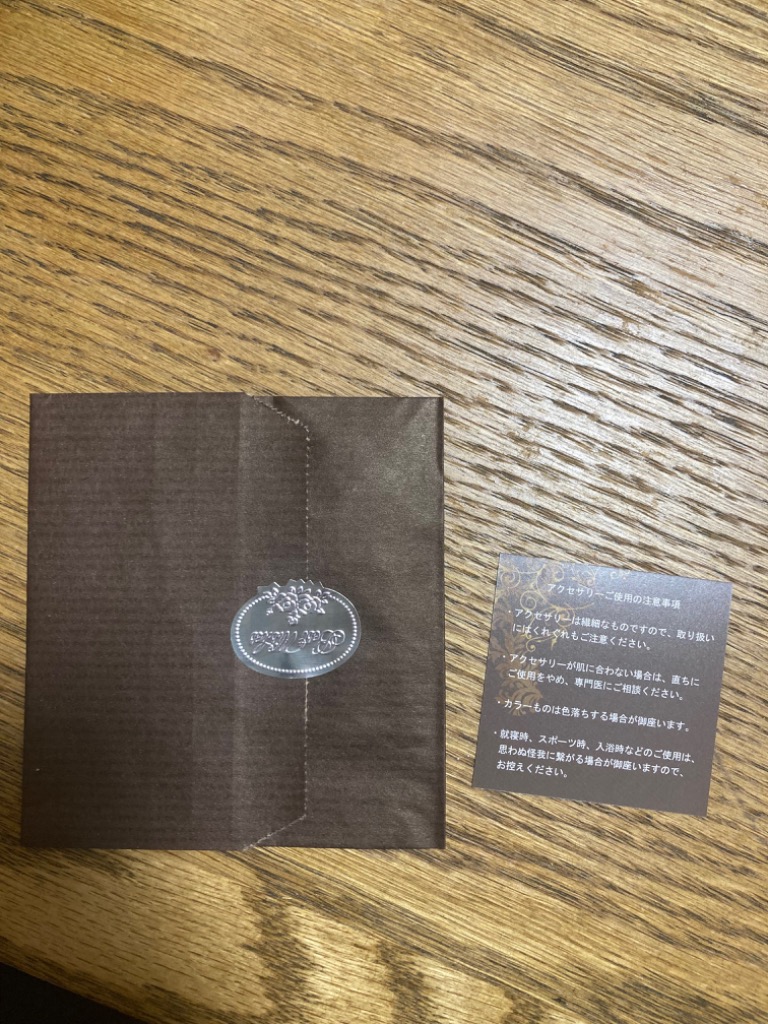 Best Wishes
アクセサリーご使用の注意事項
・アクセサリーは繊細なものですので、取り扱い
にはくれぐれもご注意ください。
・アクセサリーが肌に合わない場合は、直ちに
ご使用をやめ、専門医にご相談ください。
・カラーものは色落ちする場合が御座います。
・就寝時、スポーツ時、入浴時などのご使用は、
思わぬ怪我に繋がる場合が御座いますので、
お控えください。